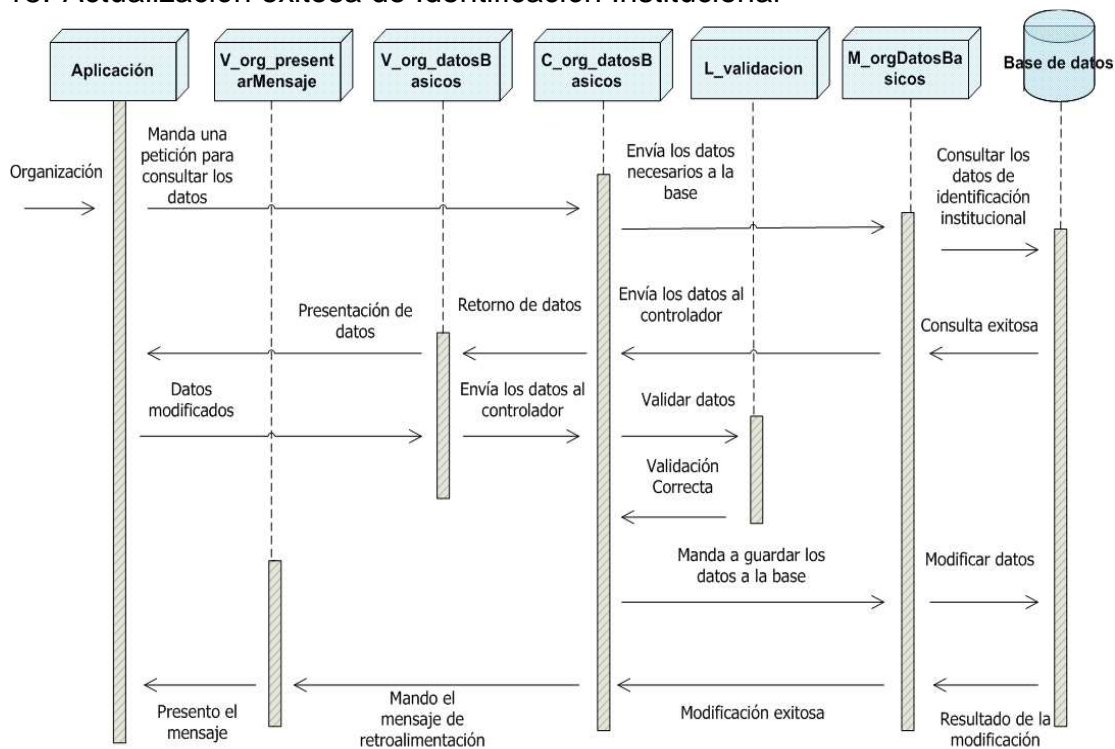 Aplicación
V_org_present
arMensaje
V_org_datosB
asicos
C_org_datosB
asicos
L_validacion
M_orgDatosBa
sicos
Base de datos
Organización
Manda una
petición para
consultar los
datos
Envía los datos
necesarios a la
base
Consultar los
datos de
identificación
institucional
Presentación de
datos
Retorno de datos
Envía los datos al
controlador
Consulta exitosa
Datos
modificados
Envía los datos al
controlador
Validar datos
Validación
Correcta
Manda a guardar los
datos a la base
Modificar datos
Presento el
mensaje
Mando el
mensaje de
retroalimentación
Modificación exitosa
Resultado de la
modificación